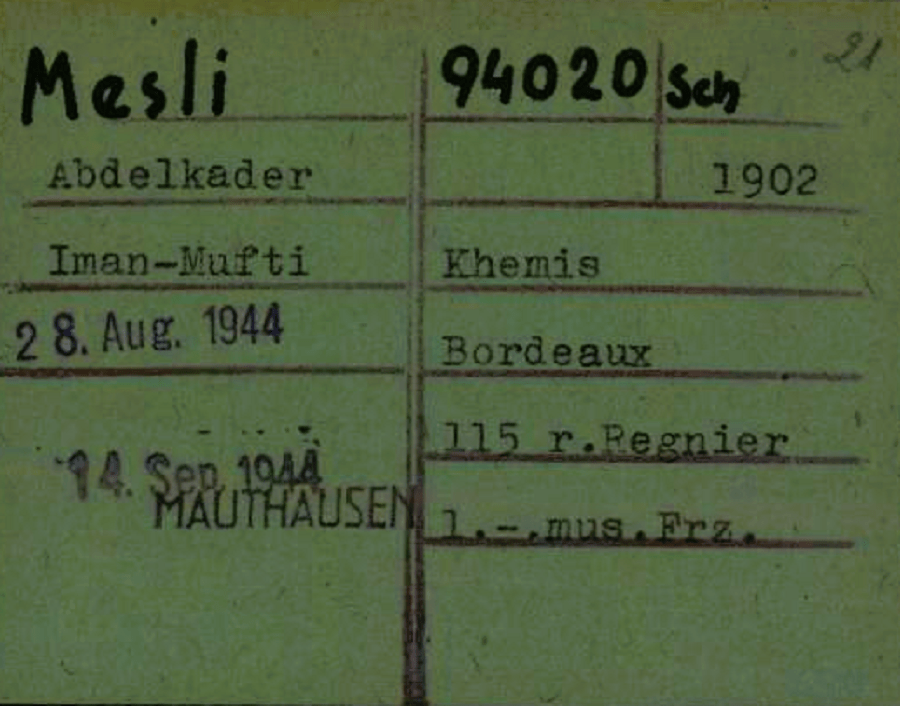 Mesli 94020 Sch 21
Abdelkader 1902
Iman-Mufti Khemis
28. Aug. 1944 Bordeaux
115 r.Regnier
14. Sep. 1944
MAUTHAUSEN 1.-.mus.Frz.